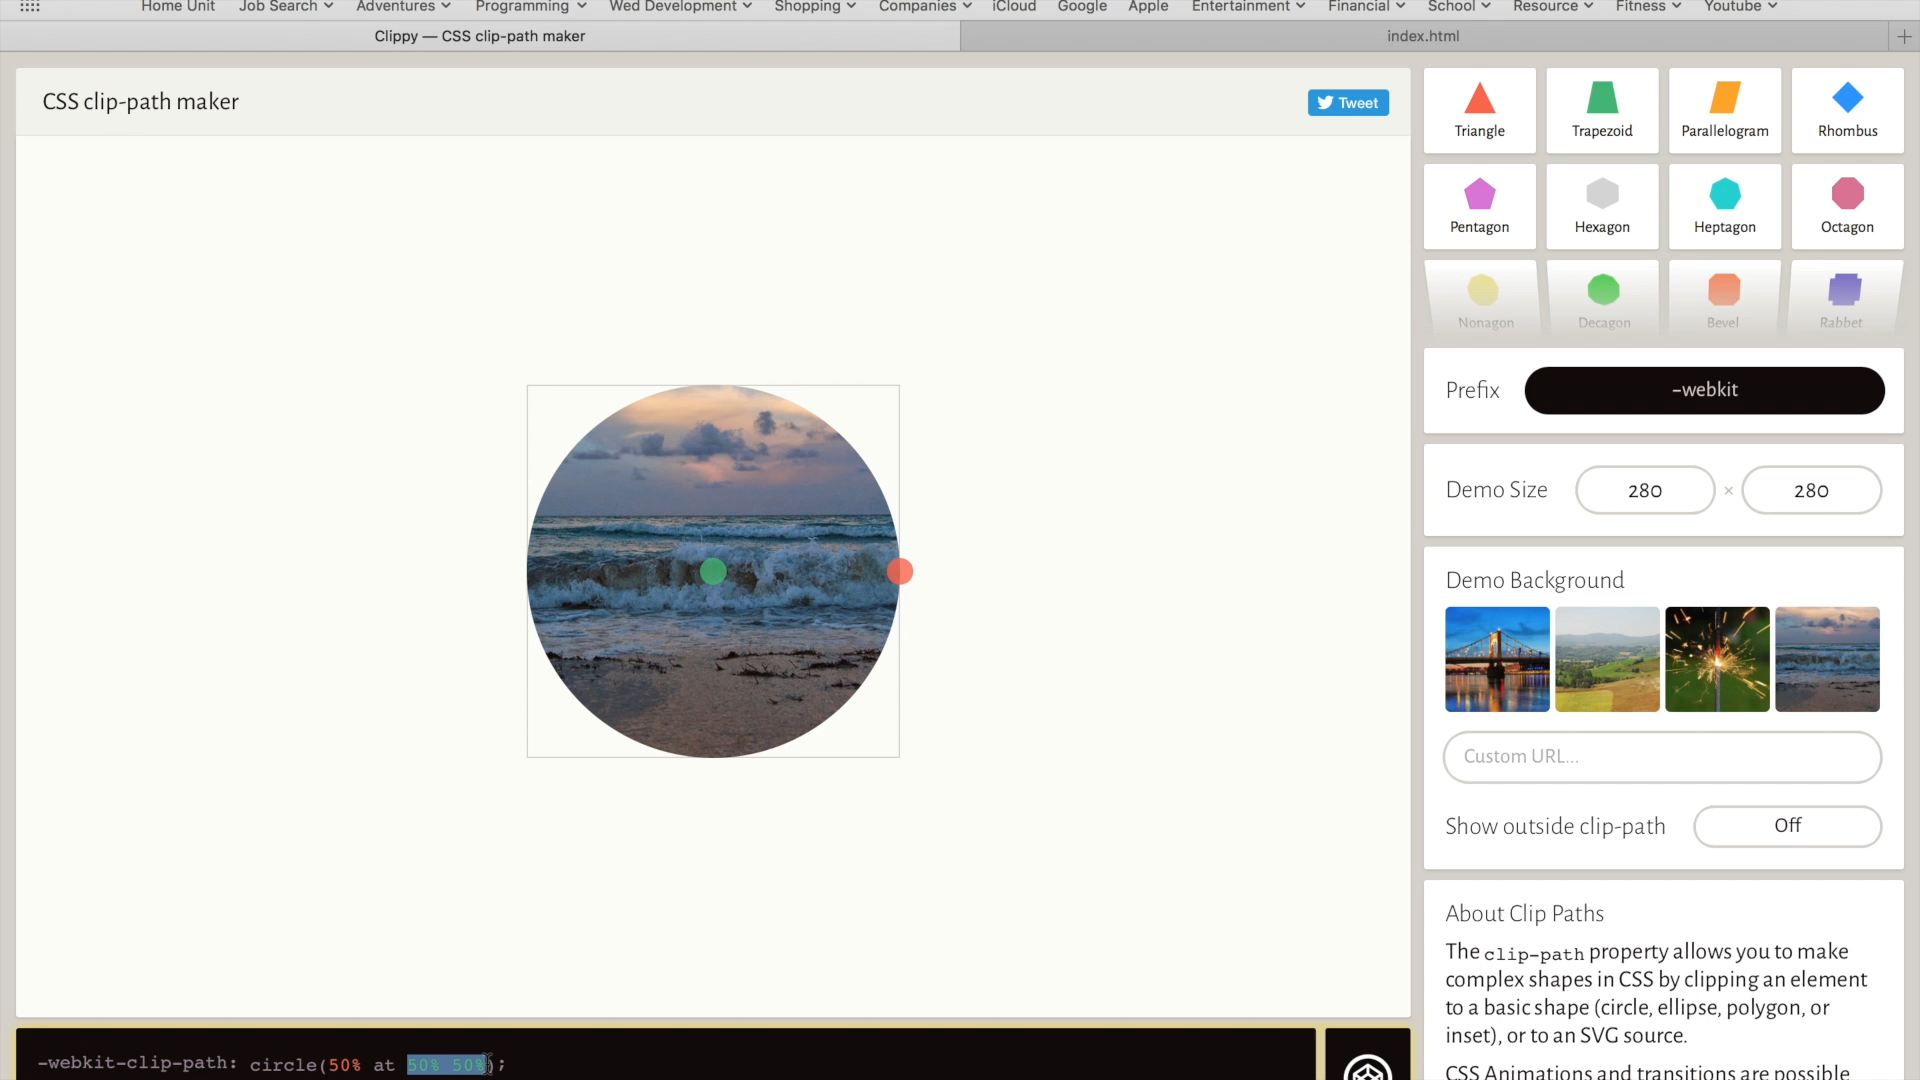 Home Unit Job Search Adventures Programming Wed Development Shopping Companies iCloud Google Apple Entertainment Financial School Resource Fitness Youtube
Clippy — CSS clip-path maker
index.html
CSS clip-path maker
Tweet
Triangle Trapezoid Parallelogram Rhombus
Pentagon Hexagon Heptagon Octagon
Nonagon Decagon Bevel Rabbet
Prefix -webkit
Demo Size 280 × 280
Demo Background
Custom URL...
Show outside clip-path Off
About Clip Paths
The clip-path property allows you to make
complex shapes in CSS by clipping an element
to a basic shape (circle, ellipse, polygon, or
inset), or to an SVG source.
CSS Animations and transitions are possible
-webkit-clip-path: circle(50% at 50% 50%);